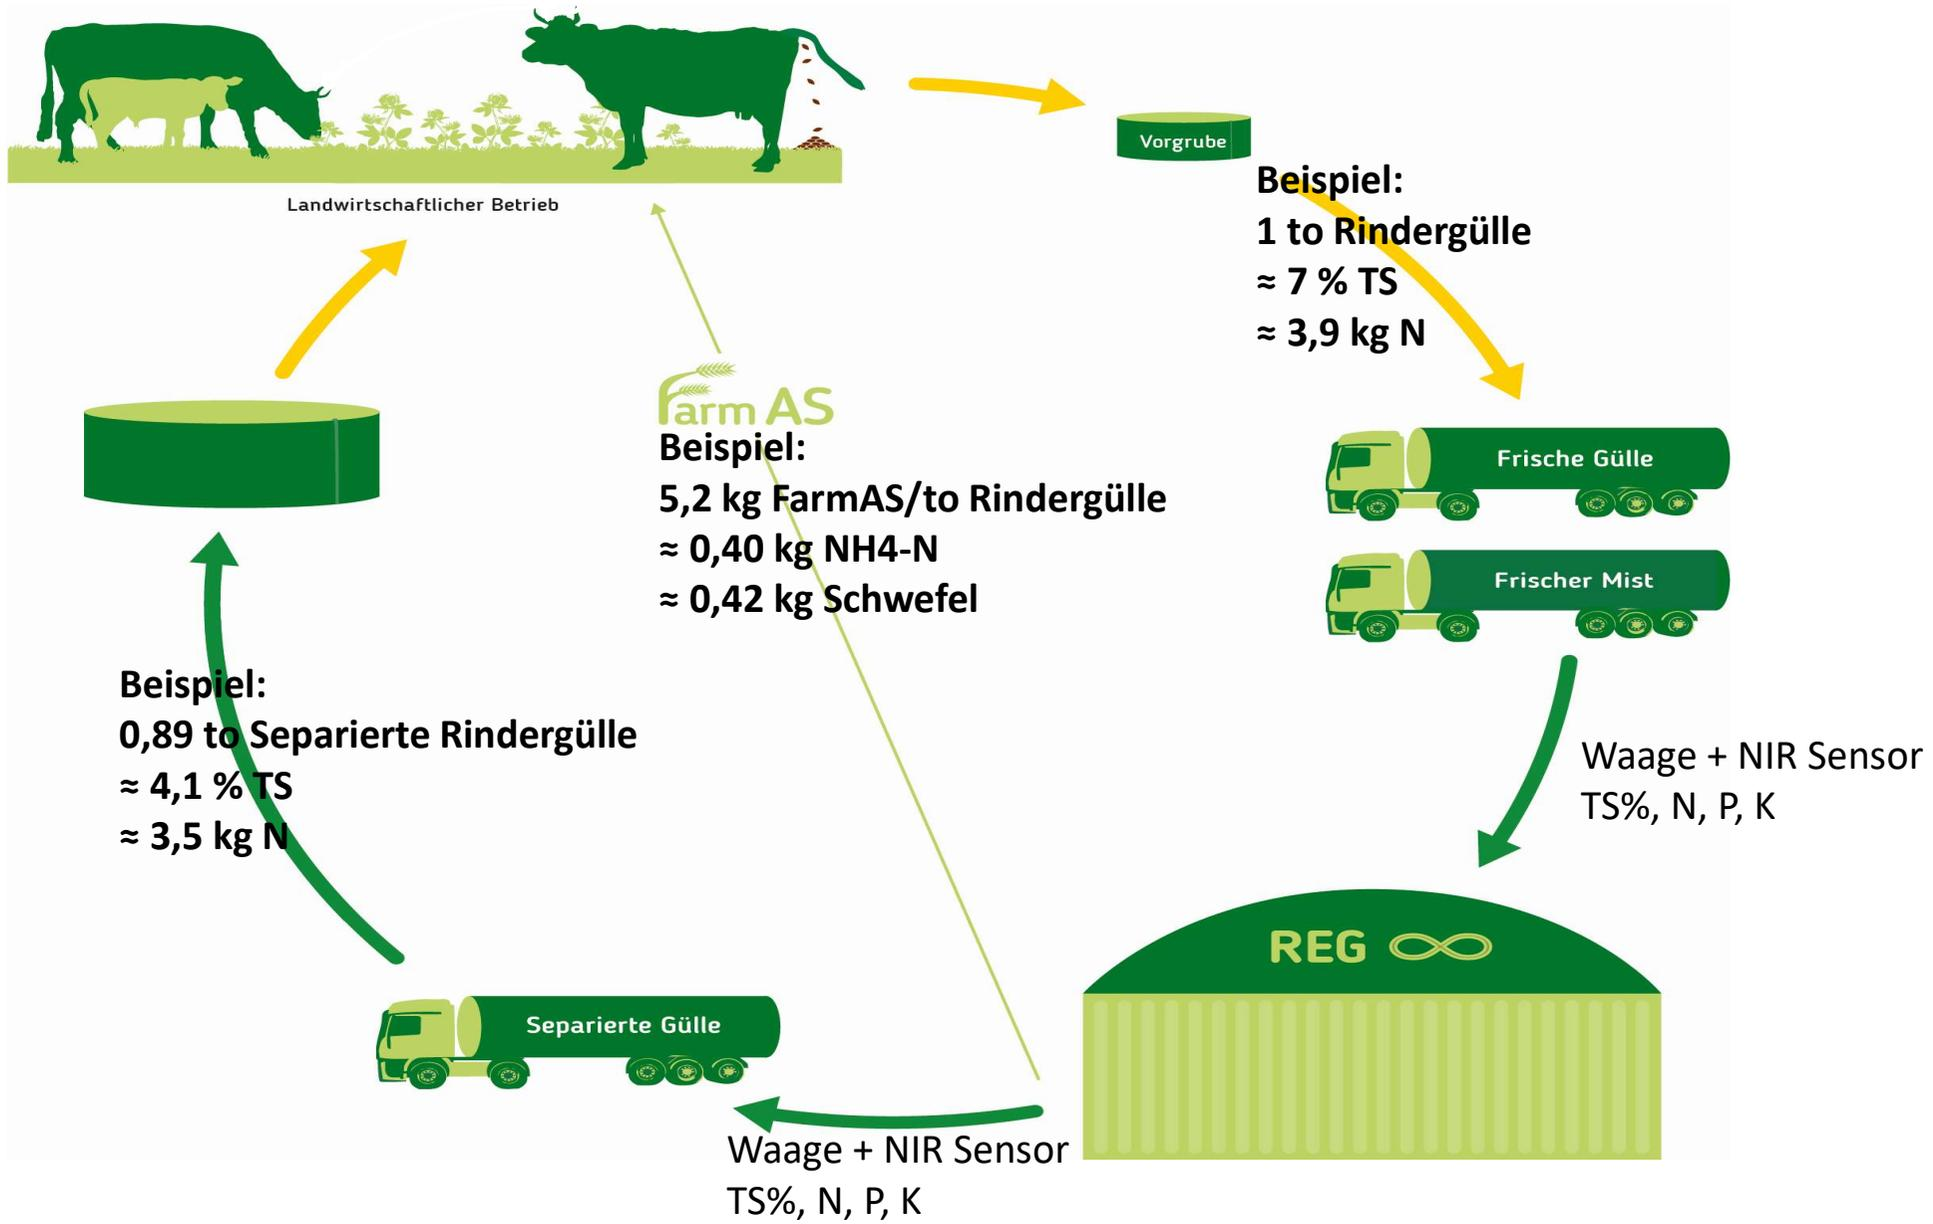 Vorgrube
Beispiel:
1 to Rindergülle
≈ 7 % TS
≈ 3,9 kg N
Landwirtschaftlicher Betrieb
Farm AS
Beispiel:
5,2 kg FarmAS/to Rindergülle
≈ 0,40 kg NH4-N
≈ 0,42 kg Schwefel
Frische Gülle
Frischer Mist
Beispiel:
0,89 to Separierte Rindergülle
≈ 4,1 % TS
≈ 3,5 kg N
Waage + NIR Sensor
TS%, N, P, K
REG
Separierte Gülle
Waage + NIR Sensor
TS%, N, P, K